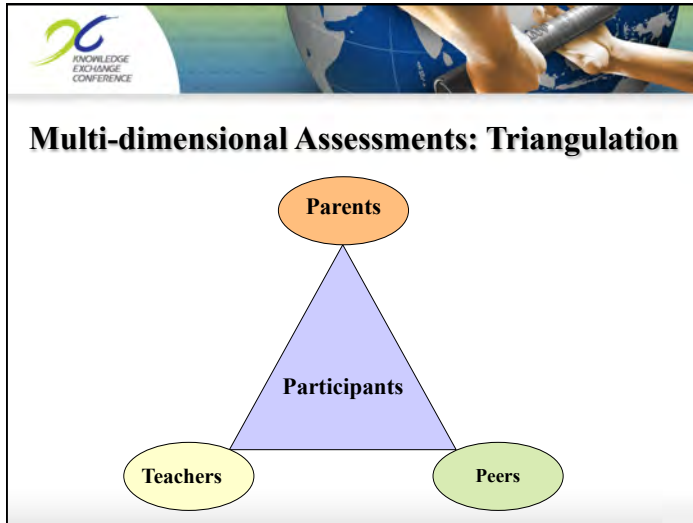 KNOWLEDGE
EXCHANGE
CONFERENCE
Multi-dimensional Assessments: Triangulation
Parents
Participants
Teachers
Peers